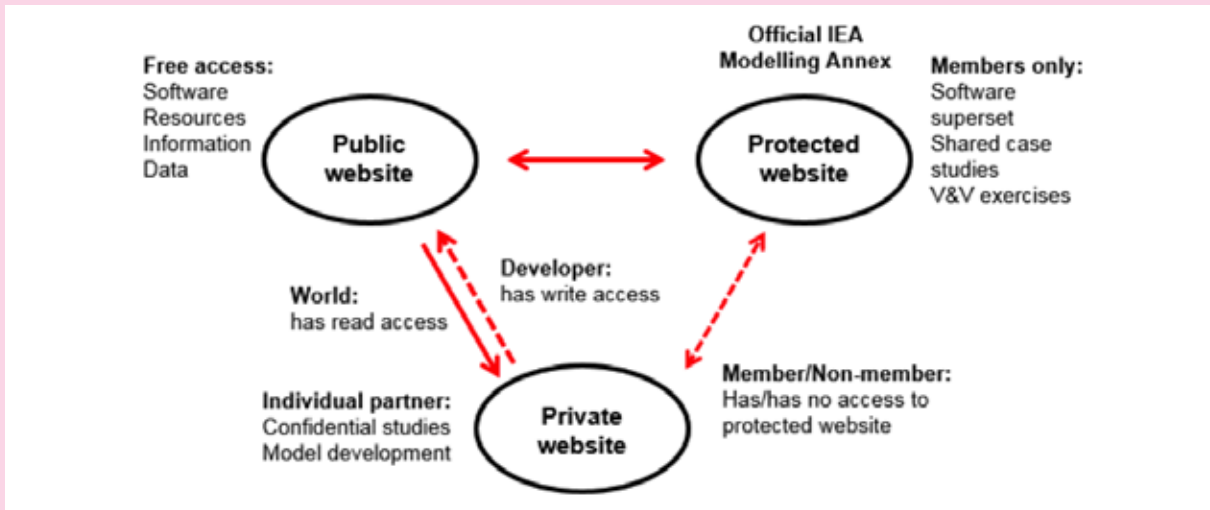 Official IEA
Modelling Annex
Free access:
Software
Resources
Information
Data
Public
website
Protected
website
Members only:
Software
superset
Shared case
studies
V&V exercises
World:
has read access
Developer:
has write access
Individual partner:
Confidential studies
Model development
Private
website
Member/Non-member:
Has/has no access to
protected website